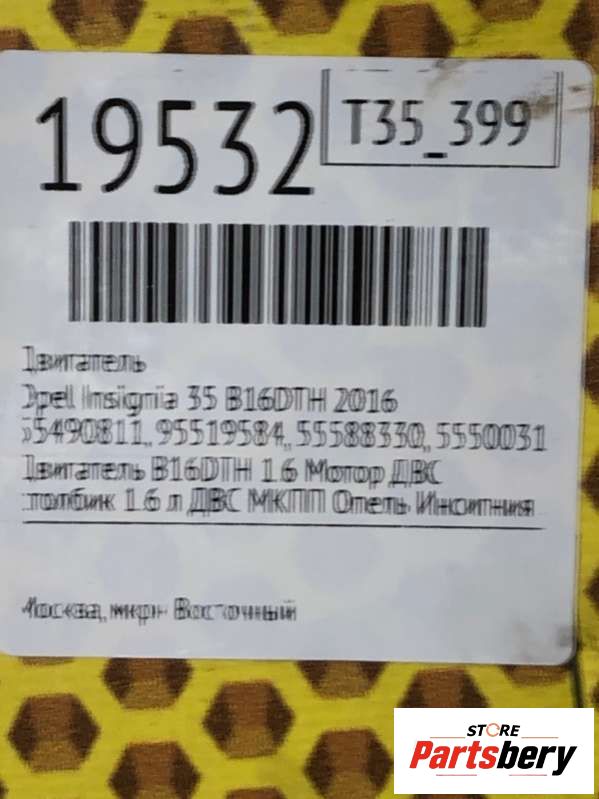 19532
T35_399
Двигатель
Opel Insignia 35 B16DTH 2016
55490811, 95519584, 55588330, 5550031
Двигатель B16DTH 1.6 Мотор ДВС
столбик 1.6 л ДВС МКПП Опель Инсигния
Москва, мкрн Восточный
STORE
Partsbery